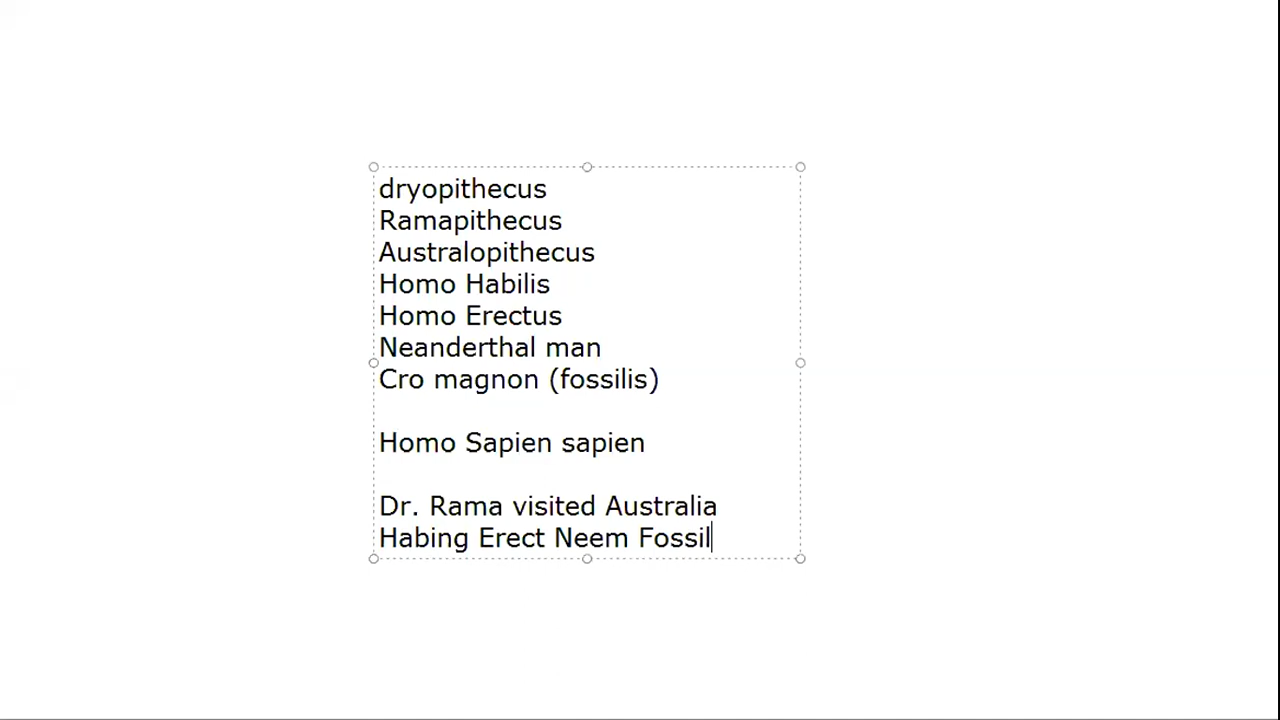 dryopithecus
Ramapithecus
Australopithecus
Homo Habilis
Homo Erectus
Neanderthal man
Cro magnon (fossilis)
Homo Sapien sapien
Dr. Rama visited Australia
Habing Erect Neem Fossil